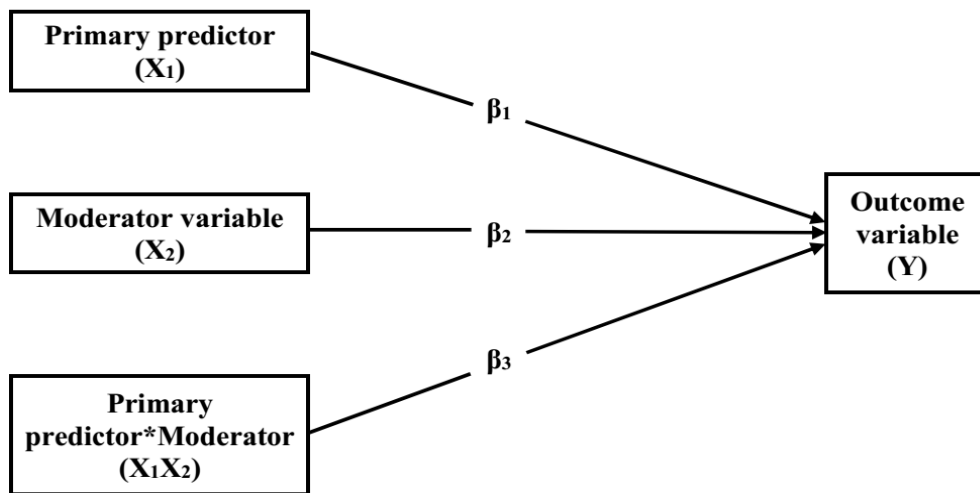 Primary predictor
(X₁)
β₁
Moderator variable
(X₂)
β₂
Outcome
variable
(Y)
β₃
Primary
predictor*Moderator
(X₁X₂)